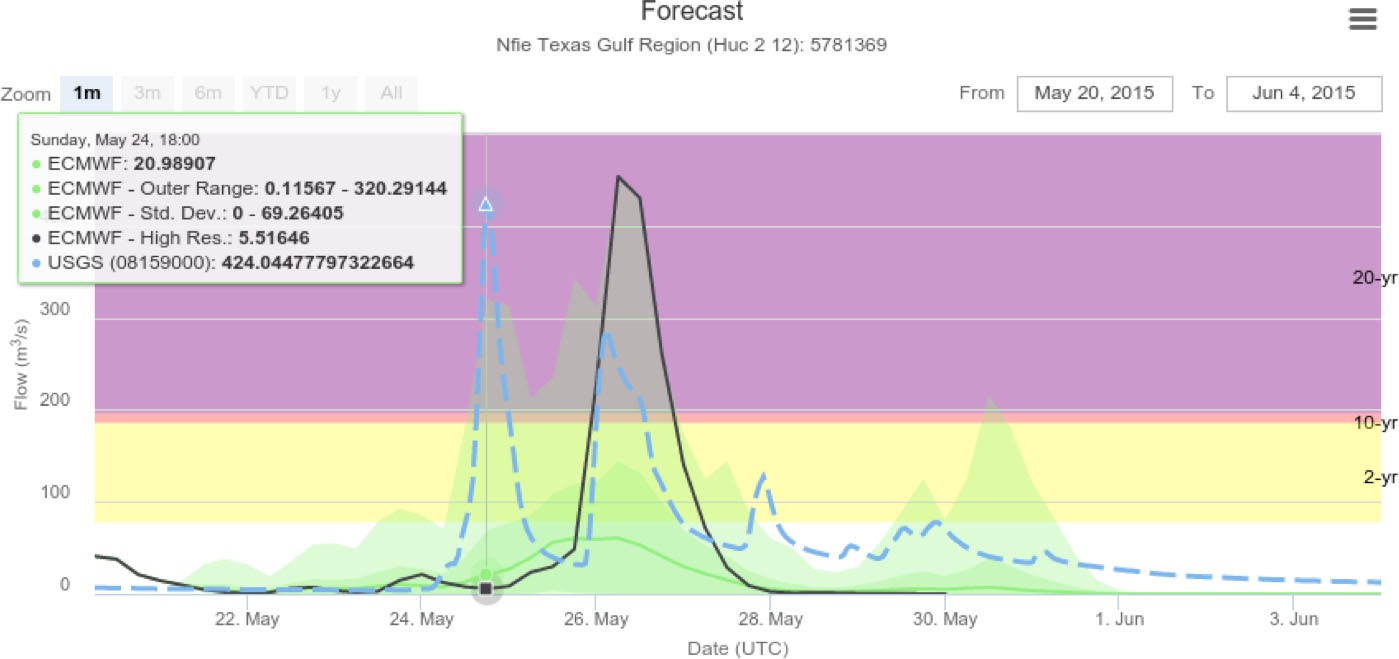 Forecast
Nfie Texas Gulf Region (Huc 2 12): 5781369
Zoom 1m 3m 6m YTD 1y All From May 20, 2015 To Jun 4, 2015
Sunday, May 24, 18:00
● ECMWF: 20.98907
● ECMWF - Outer Range: 0.11567 - 320.29144
● ECMWF - Std. Dev.: 0 - 69.26405
● ECMWF - High Res.: 5.51646
● USGS (08159000): 424.04477797322664
20-yr
300
Flow (m³/s)
200
10-yr
2-yr
100
0
22. May 24. May 26. May 28. May 30. May 1. Jun 3. Jun
Date (UTC)